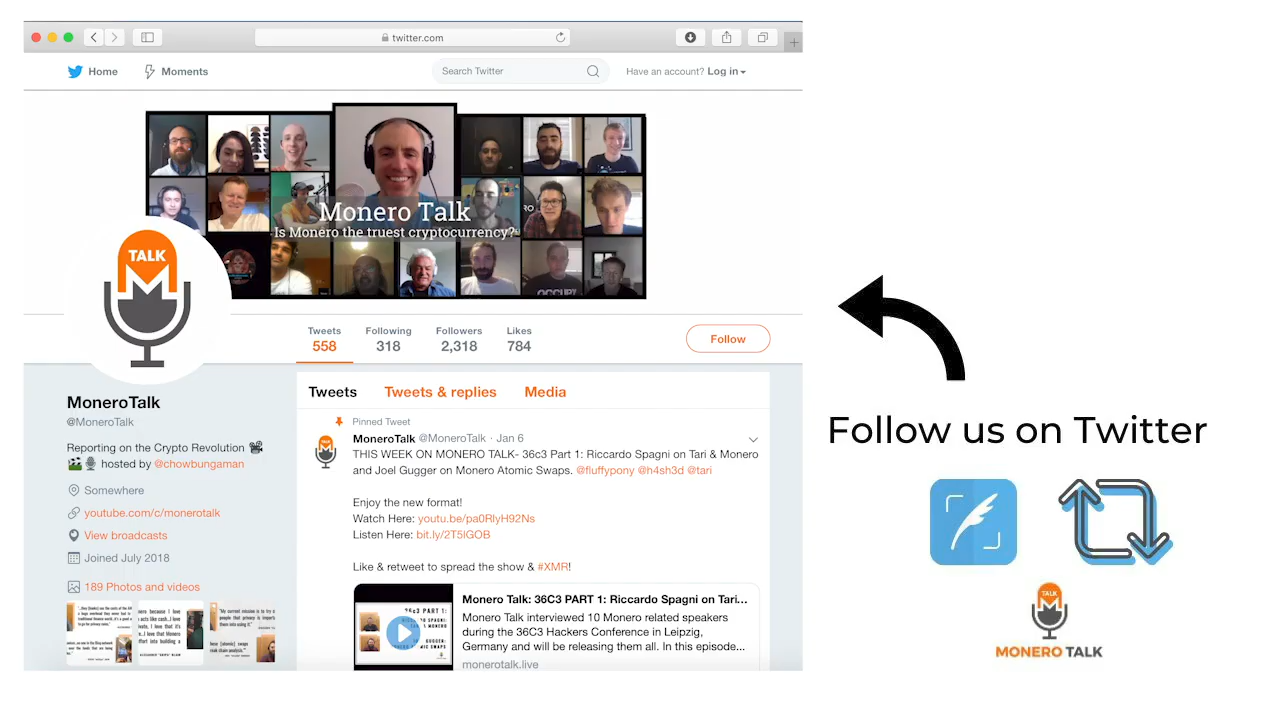 twitter.com
Home
Moments
Search Twitter
Have an account? Log in
Monero Talk
Is Monero the truest cryptocurrency?
TALK
Tweets
Following
Followers
Likes
558
318
2,318
784
Follow
MoneroTalk
@MoneroTalk
Reporting on the Crypto Revolution
hosted by @chowbungaman
Somewhere
youtube.com/c/monerotalk
View broadcasts
Joined July 2018
189 Photos and videos
Tweets
Tweets & replies
Media
Pinned Tweet
MoneroTalk @MoneroTalk · Jan 6
THIS WEEK ON MONERO TALK- 36c3 Part 1: Riccardo Spagni on Tari & Monero
and Joel Gugger on Monero Atomic Swaps. @fluffypony @h4sh3d @tari
Enjoy the new format!
Watch Here: youtu.be/pa0RlyH92Ns
Listen Here: bit.ly/2T5IGOB
Like & retweet to spread the show & #XMR!
36C3 PART 1:
Monero Talk: 36C3 PART 1: Riccardo Spagni on Tari...
Monero Talk interviewed 10 Monero related speakers
during the 36C3 Hackers Conference in Leipzig,
Germany and will be releasing them all. In this episode...
monerotalk.live
Follow us on Twitter
TALK
MONERO TALK